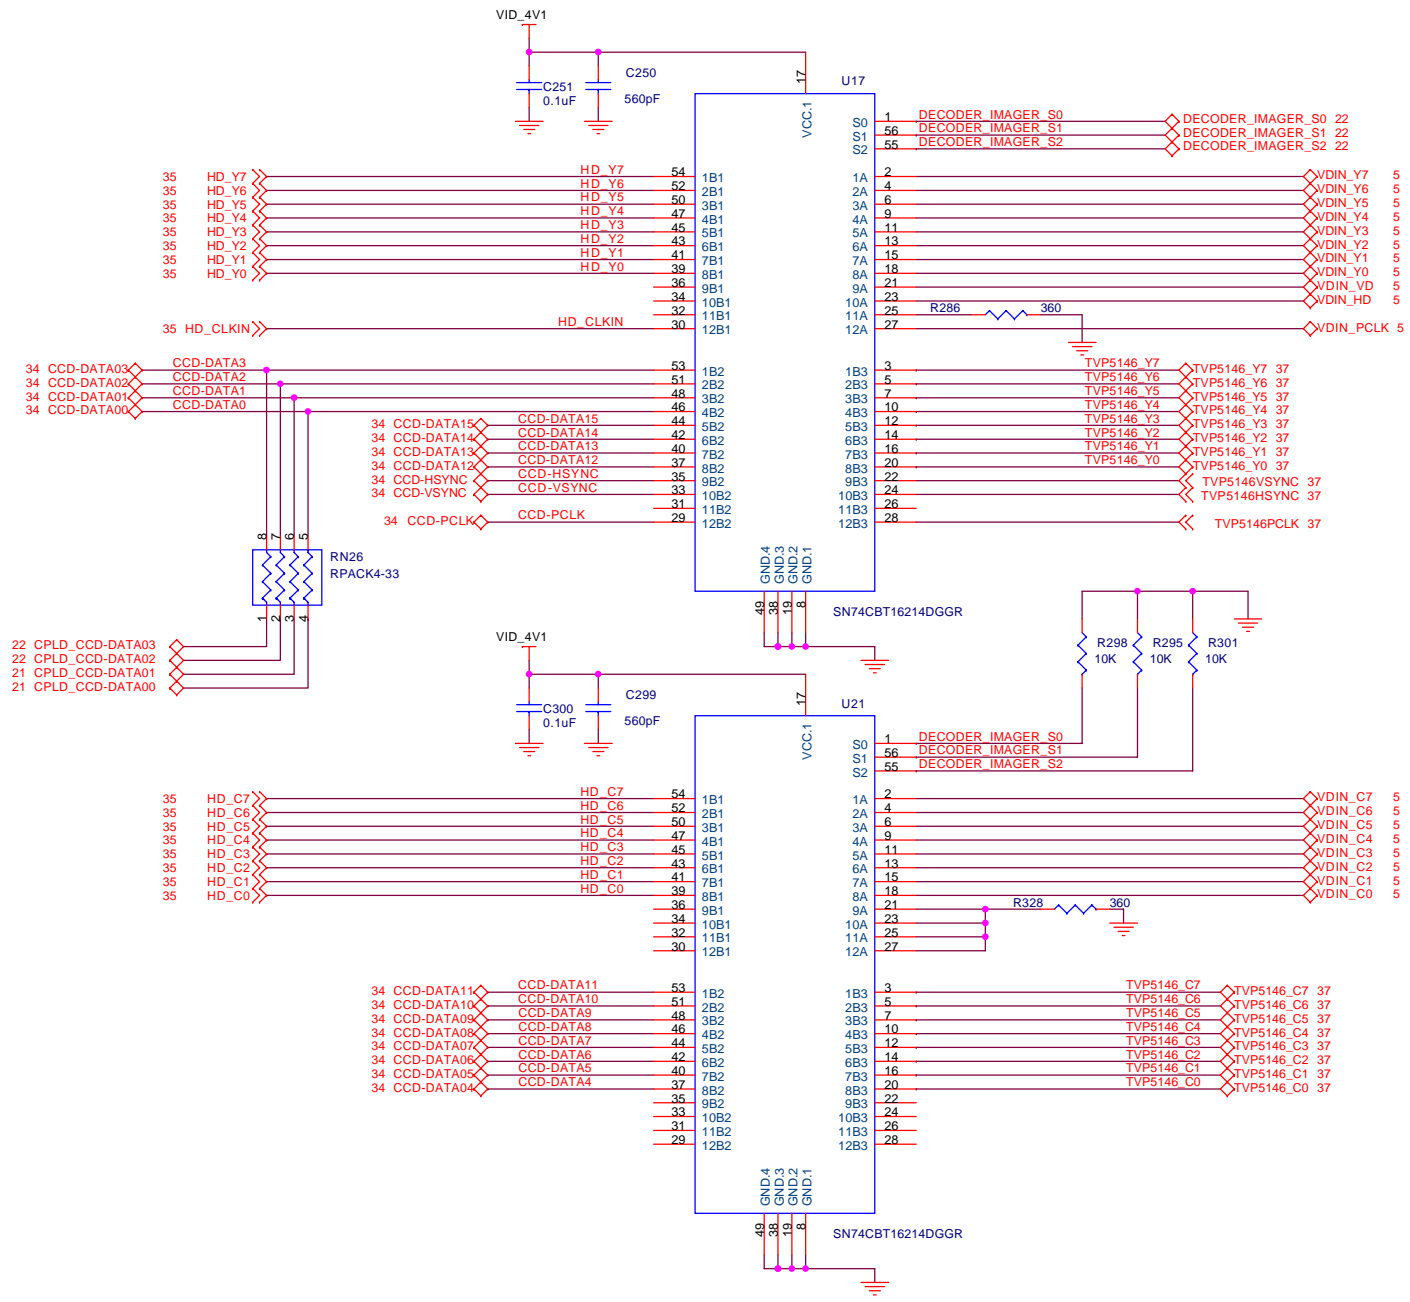 VID_4V1
C251
0.1uF
C250
560pF
17
U17
VCC.1
S0 1 DECODER_IMAGER_S0 DECODER_IMAGER_S0 22
S1 56 DECODER_IMAGER_S1 DECODER_IMAGER_S1 22
S2 55 DECODER_IMAGER_S2 DECODER_IMAGER_S2 22
35 HD_Y7 HD_Y7 54 1B1 1A 2 VDIN_Y7 5
35 HD_Y6 HD_Y6 52 2B1 2A 4 VDIN_Y6 5
35 HD_Y5 HD_Y5 50 3B1 3A 6 VDIN_Y5 5
35 HD_Y4 HD_Y4 47 4B1 4A 9 VDIN_Y4 5
35 HD_Y3 HD_Y3 45 5B1 5A 11 VDIN_Y3 5
35 HD_Y2 HD_Y2 43 6B1 6A 13 VDIN_Y2 5
35 HD_Y1 HD_Y1 41 7B1 7A 15 VDIN_Y1 5
35 HD_Y0 HD_Y0 39 8B1 8A 18 VDIN_Y0 5
36 9B1 9A 21 VDIN_VD 5
34 10B1 10A 23 VDIN_HD 5
32 11B1 11A 25 R286 360
35 HD_CLKIN HD_CLKIN 30 12B1 12A 27 VDIN_PCLK 5
34 CCD-DATA03 CCD-DATA3 53 1B2 1B3 3 TVP5146_Y7 TVP5146_Y7 37
34 CCD-DATA02 CCD-DATA2 51 2B2 2B3 5 TVP5146_Y6 TVP5146_Y6 37
34 CCD-DATA01 CCD-DATA1 48 3B2 3B3 7 TVP5146_Y5 TVP5146_Y5 37
34 CCD-DATA00 CCD-DATA0 46 4B2 4B3 10 TVP5146_Y4 TVP5146_Y4 37
34 CCD-DATA15 CCD-DATA15 44 5B2 5B3 12 TVP5146_Y3 TVP5146_Y3 37
34 CCD-DATA14 CCD-DATA14 42 6B2 6B3 14 TVP5146_Y2 TVP5146_Y2 37
34 CCD-DATA13 CCD-DATA13 40 7B2 7B3 16 TVP5146_Y1 TVP5146_Y1 37
34 CCD-DATA12 CCD-DATA12 37 8B2 8B3 20 TVP5146_Y0 TVP5146_Y0 37
34 CCD-HSYNC CCD-HSYNC 35 9B2 9B3 22 TVP5146VSYNC 37
34 CCD-VSYNC CCD-VSYNC 33 10B2 10B3 24 TVP5146HSYNC 37
31 11B2 11B3 26
34 CCD-PCLK CCD-PCLK 29 12B2 12B3 28 TVP5146PCLK 37
8 7 6 5
RN26
RPACK4-33
1 2 3 4
GND.4 GND.3 GND.2 GND.1
49 38 19 8
SN74CBT16214DGGR
22 CPLD_CCD-DATA03
22 CPLD_CCD-DATA02
21 CPLD_CCD-DATA01
21 CPLD_CCD-DATA00
R298
10K
R295
10K
R301
10K
VID_4V1
C300
0.1uF
C299
560pF
17
U21
VCC.1
S0 1 DECODER_IMAGER_S0
S1 56 DECODER_IMAGER_S1
S2 55 DECODER_IMAGER_S2
35 HD_C7 HD_C7 54 1B1 1A 2 VDIN_C7 5
35 HD_C6 HD_C6 52 2B1 2A 4 VDIN_C6 5
35 HD_C5 HD_C5 50 3B1 3A 6 VDIN_C5 5
35 HD_C4 HD_C4 47 4B1 4A 9 VDIN_C4 5
35 HD_C3 HD_C3 45 5B1 5A 11 VDIN_C3 5
35 HD_C2 HD_C2 43 6B1 6A 13 VDIN_C2 5
35 HD_C1 HD_C1 41 7B1 7A 15 VDIN_C1 5
35 HD_C0 HD_C0 39 8B1 8A 18 VDIN_C0 5
36 9B1 9A 21 R328 360
34 10B1 10A 23
32 11B1 11A 25
30 12B1 12A 27
34 CCD-DATA11 CCD-DATA11 53 1B2 1B3 3 TVP5146_C7 TVP5146_C7 37
34 CCD-DATA10 CCD-DATA10 51 2B2 2B3 5 TVP5146_C6 TVP5146_C6 37
34 CCD-DATA09 CCD-DATA9 48 3B2 3B3 7 TVP5146_C5 TVP5146_C5 37
34 CCD-DATA08 CCD-DATA8 46 4B2 4B3 10 TVP5146_C4 TVP5146_C4 37
34 CCD-DATA07 CCD-DATA7 44 5B2 5B3 12 TVP5146_C3 TVP5146_C3 37
34 CCD-DATA06 CCD-DATA6 42 6B2 6B3 14 TVP5146_C2 TVP5146_C2 37
34 CCD-DATA05 CCD-DATA5 40 7B2 7B3 16 TVP5146_C1 TVP5146_C1 37
34 CCD-DATA04 CCD-DATA4 37 8B2 8B3 20 TVP5146_C0 TVP5146_C0 37
35 9B2 9B3 22
33 10B2 10B3 24
31 11B2 11B3 26
29 12B2 12B3 28
GND.4 GND.3 GND.2 GND.1
49 38 19 8
SN74CBT16214DGGR